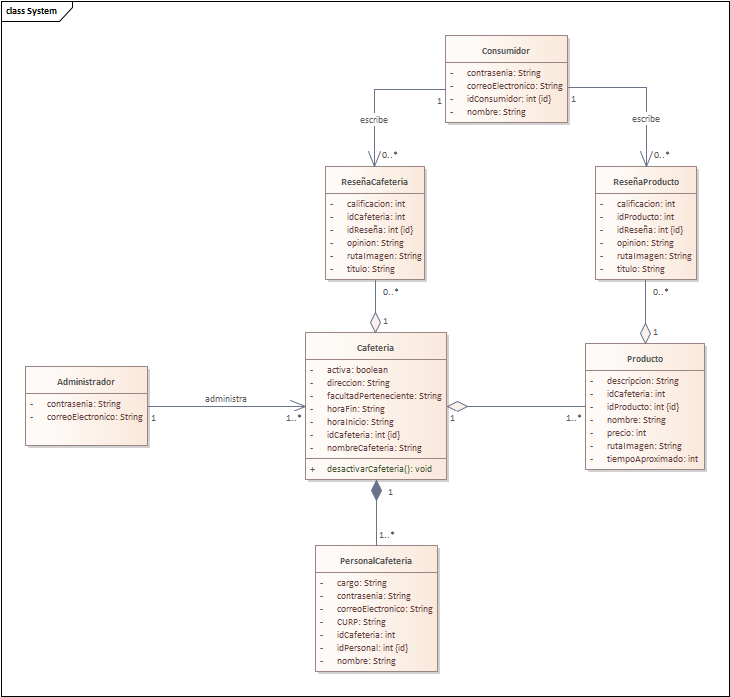 class System
Consumidor
- contrasenia: String
- correoElectronico: String
- idConsumidor: int {id}
- nombre: String
1
1
escribe
escribe
0..*
0..*
ReseñaCafeteria
- calificacion: int
- idCafeteria: int
- idReseña: int {id}
- opinion: String
- rutaImagen: String
- titulo: String
ReseñaProducto
- calificacion: int
- idProducto: int
- idReseña: int {id}
- opinion: String
- rutaImagen: String
- titulo: String
0..*
0..*
1
1
Administrador
- contrasenia: String
- correoElectronico: String
1
administra
1..*
Cafeteria
- activa: boolean
- direccion: String
- facultadPerteneciente: String
- horaFin: String
- horaInicio: String
- idCafeteria: int {id}
- nombreCafeteria: String
+ desactivarCafeteria(): void
1
1..*
Producto
- descripcion: String
- idCafeteria: int
- idProducto: int {id}
- nombre: String
- precio: int
- rutaImagen: String
- tiempoAproximado: int
1
1..*
PersonalCafeteria
- cargo: String
- contrasenia: String
- correoElectronico: String
- CURP: String
- idCafeteria: int
- idPersonal: int {id}
- nombre: String